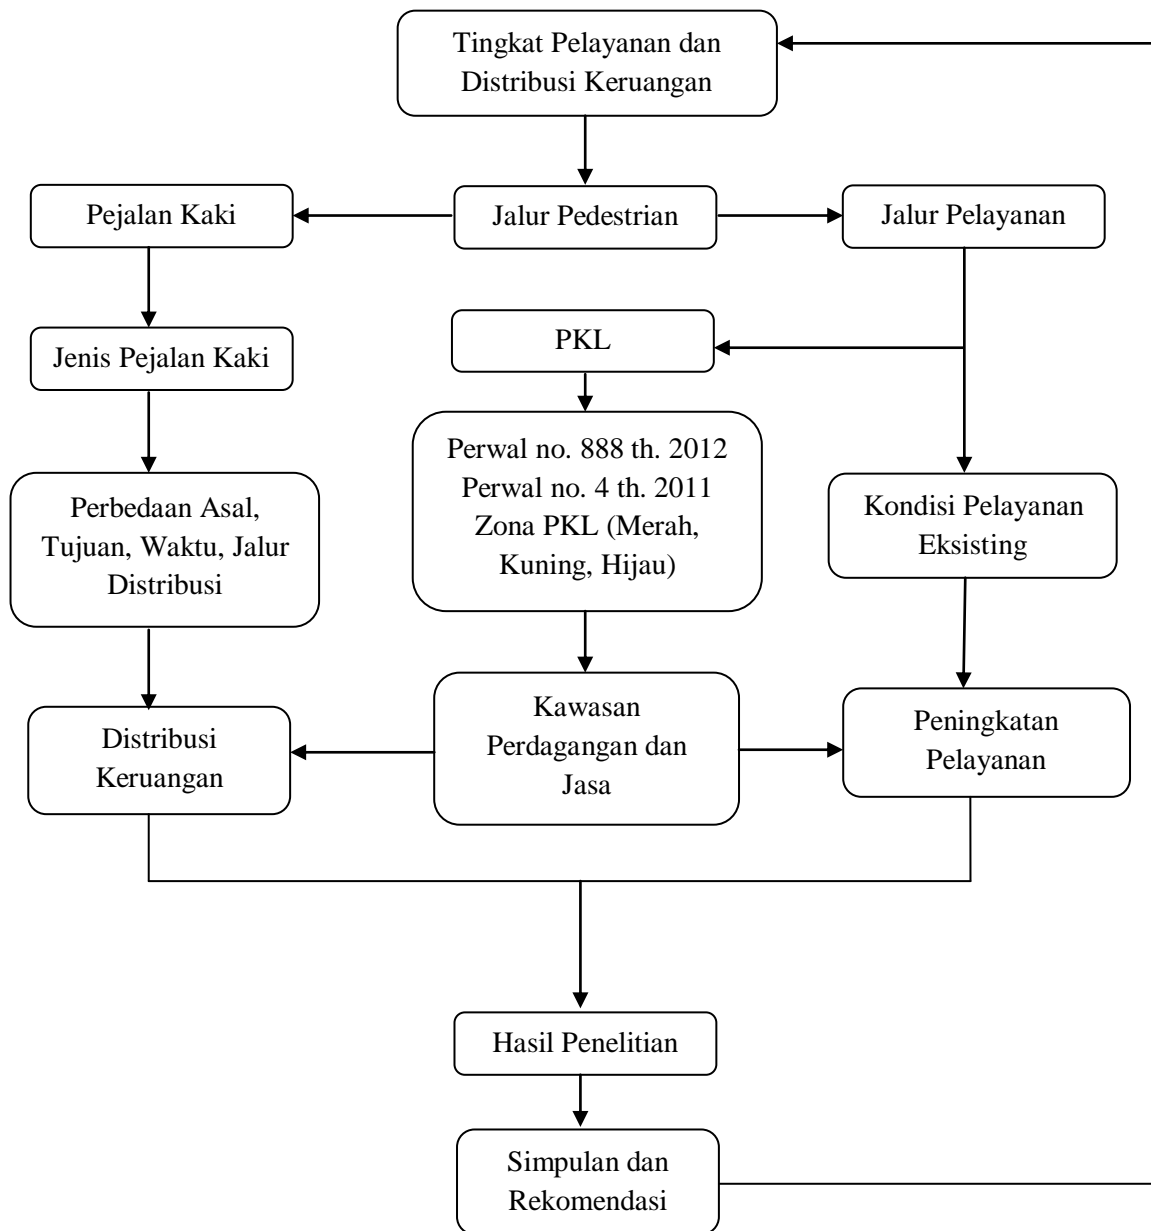 Tingkat Pelayanan dan
Distribusi Keruangan
Pejalan Kaki
Jalur Pedestrian
Jalur Pelayanan
PKL
Jenis Pejalan Kaki
Perwal no. 888 th. 2012
Perwal no. 4 th. 2011
Zona PKL (Merah,
Kuning, Hijau)
Perbedaan Asal,
Tujuan, Waktu, Jalur
Distribusi
Kondisi Pelayanan
Eksisting
Distribusi
Keruangan
Kawasan
Perdagangan dan
Jasa
Peningkatan
Pelayanan
Hasil Penelitian
Simpulan dan
Rekomendasi